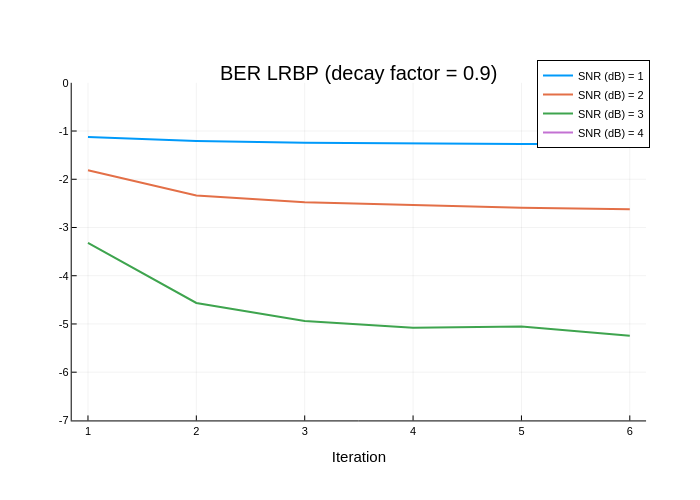 BER LRBP (decay factor = 0.9)
SNR (dB) = 1
SNR (dB) = 2
SNR (dB) = 3
SNR (dB) = 4
0
-1
-2
-3
-4
-5
-6
-7
1 2 3 4 5 6
Iteration